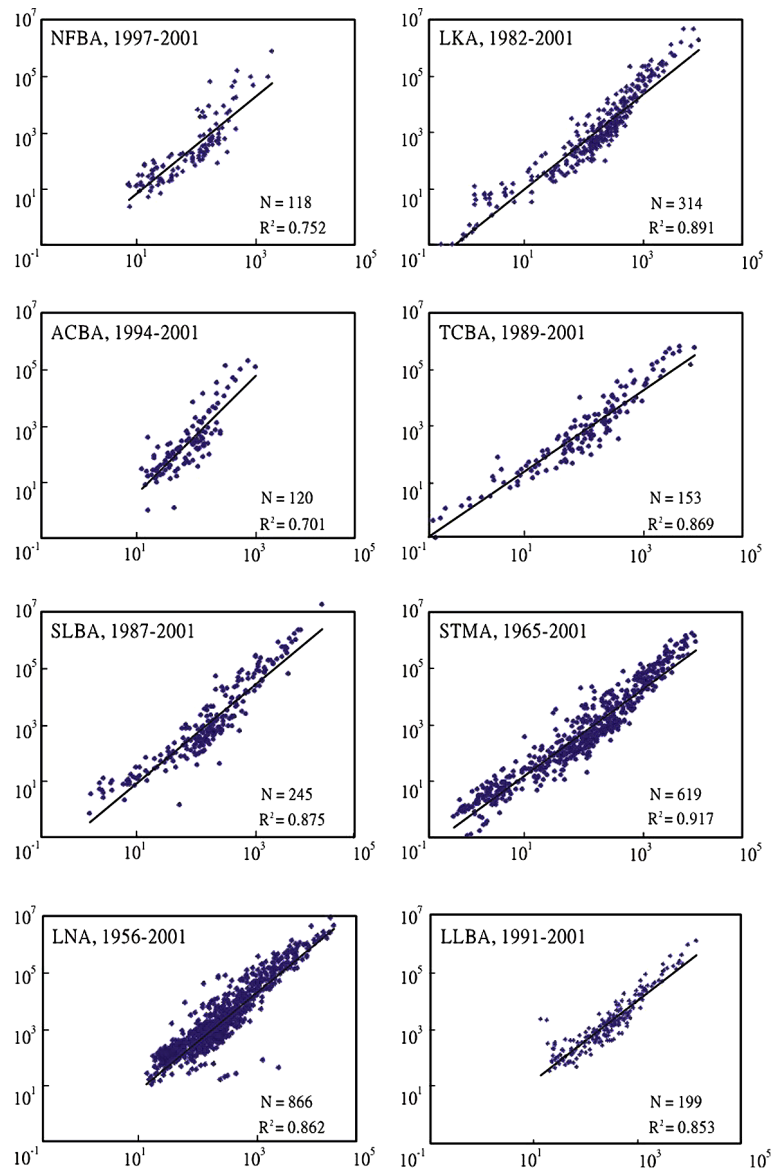 10^7
NFBA, 1997-2001
10^5
10^3
10^1
N = 118
R^2 = 0.752
10^-1
10^1
10^3
10^5
10^7
LKA, 1982-2001
10^5
10^3
10^1
N = 314
R^2 = 0.891
10^-1
10^-1
10^1
10^3
10^5
10^7
ACBA, 1994-2001
10^5
10^3
10^1
N = 120
R^2 = 0.701
10^-1
10^1
10^3
10^5
10^7
TCBA, 1989-2001
10^5
10^3
10^1
N = 153
R^2 = 0.869
10^-1
10^1
10^3
10^5
10^7
SLBA, 1987-2001
10^5
10^3
10^1
N = 245
R^2 = 0.875
10^-1
10^1
10^3
10^5
10^7
STMA, 1965-2001
10^5
10^3
10^1
N = 619
R^2 = 0.917
10^-1
10^1
10^3
10^5
10^7
LNA, 1956-2001
10^5
10^3
10^1
N = 866
R^2 = 0.862
10^-1
10^1
10^3
10^5
10^7
LLBA, 1991-2001
10^5
10^3
10^1
N = 199
R^2 = 0.853
10^-1
10^1
10^3
10^5